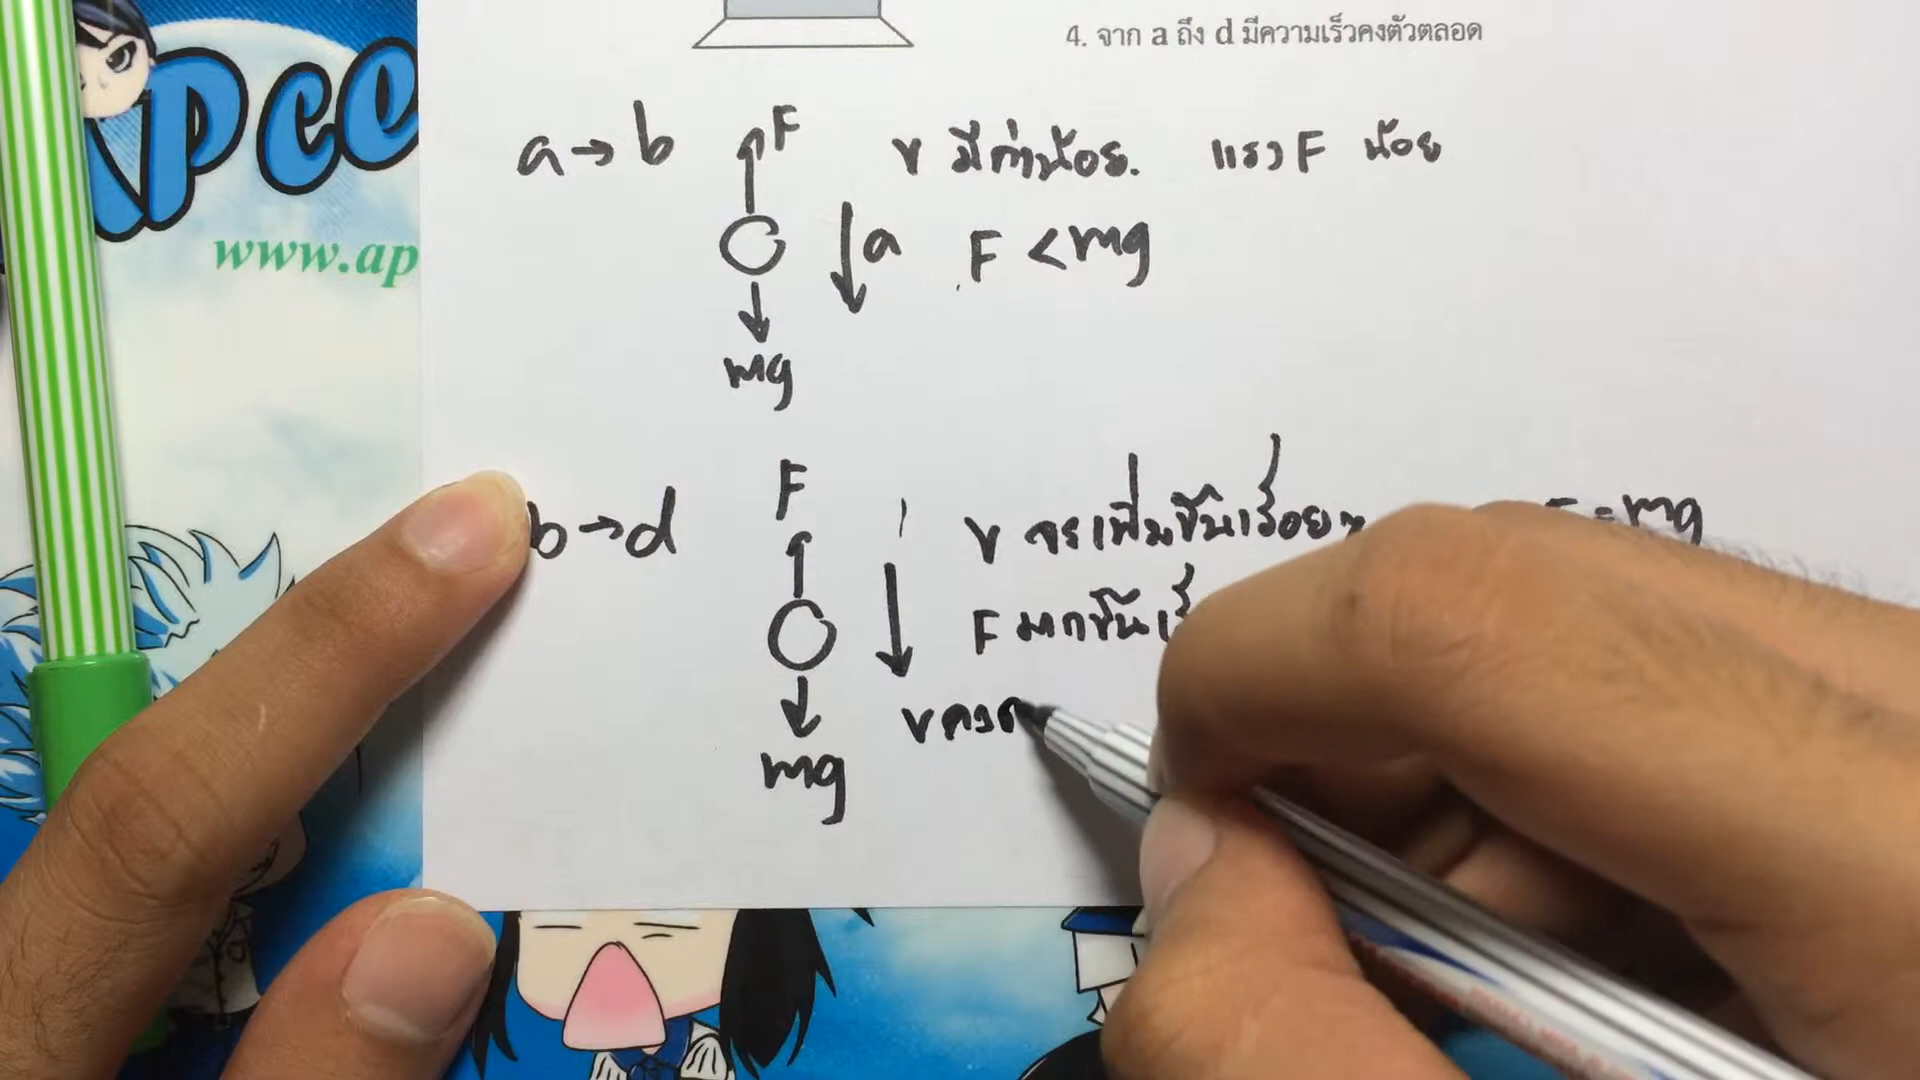 APce
www.ap
4. จาก a ถึง d มีความเร็วคงตัวตลอด
a → b F v มีค่าน้อย. แรง F น้อย
a F < mg
mg
b → d F v จะเพิ่มขึ้นเรื่อยๆ = mg
F มากขึ้น
v คง
mg